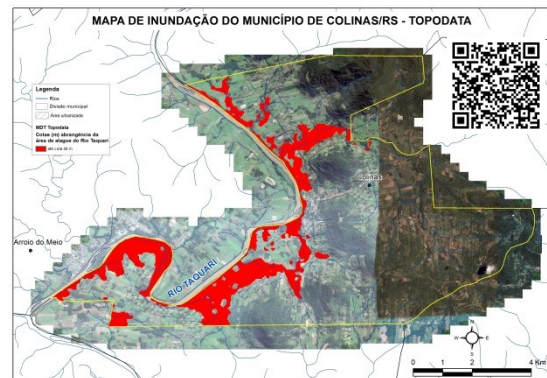 MAPA DE INUNDAÇÃO DO MUNICÍPIO DE COLINAS/RS - TOPODATA
Legenda
Rios
Divisão municipal
Área urbanizada
MDT Topodata
Cotas (m) abrangência da
área de alague do Rio Taquari
Arroio do Meio
RIO TAQUARI
N
W
E
S
0 1 2 4 Km